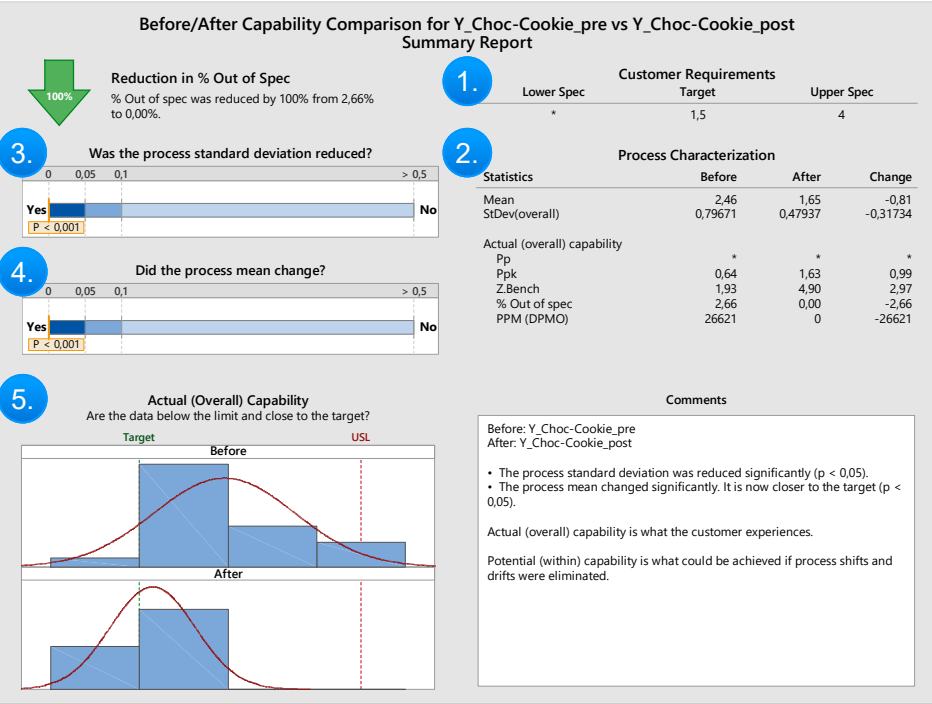 Before/After Capability Comparison for Y_Choc-Cookie_pre vs Y_Choc-Cookie_post
Summary Report
100%
Reduction in % Out of Spec
% Out of spec was reduced by 100% from 2,66%
to 0,00%.
1.
Customer Requirements
Lower Spec Target Upper Spec
* 1,5 4
3.
Was the process standard deviation reduced?
0 0,05 0,1 > 0,5
Yes No
P < 0,001
2.
Process Characterization
Statistics Before After Change
Mean 2,46 1,65 -0,81
StDev(overall) 0,79671 0,47937 -0,31734
Actual (overall) capability
Pp * * *
Ppk 0,64 1,63 0,99
Z.Bench 1,93 4,90 2,97
% Out of spec 2,66 0,00 -2,66
PPM (DPMO) 26621 0 -26621
4.
Did the process mean change?
0 0,05 0,1 > 0,5
Yes No
P < 0,001
5.
Actual (Overall) Capability
Are the data below the limit and close to the target?
Target USL
Before
After
Comments
Before: Y_Choc-Cookie_pre
After: Y_Choc-Cookie_post
• The process standard deviation was reduced significantly (p < 0,05).
• The process mean changed significantly. It is now closer to the target (p <
0,05).
Actual (overall) capability is what the customer experiences.
Potential (within) capability is what could be achieved if process shifts and
drifts were eliminated.